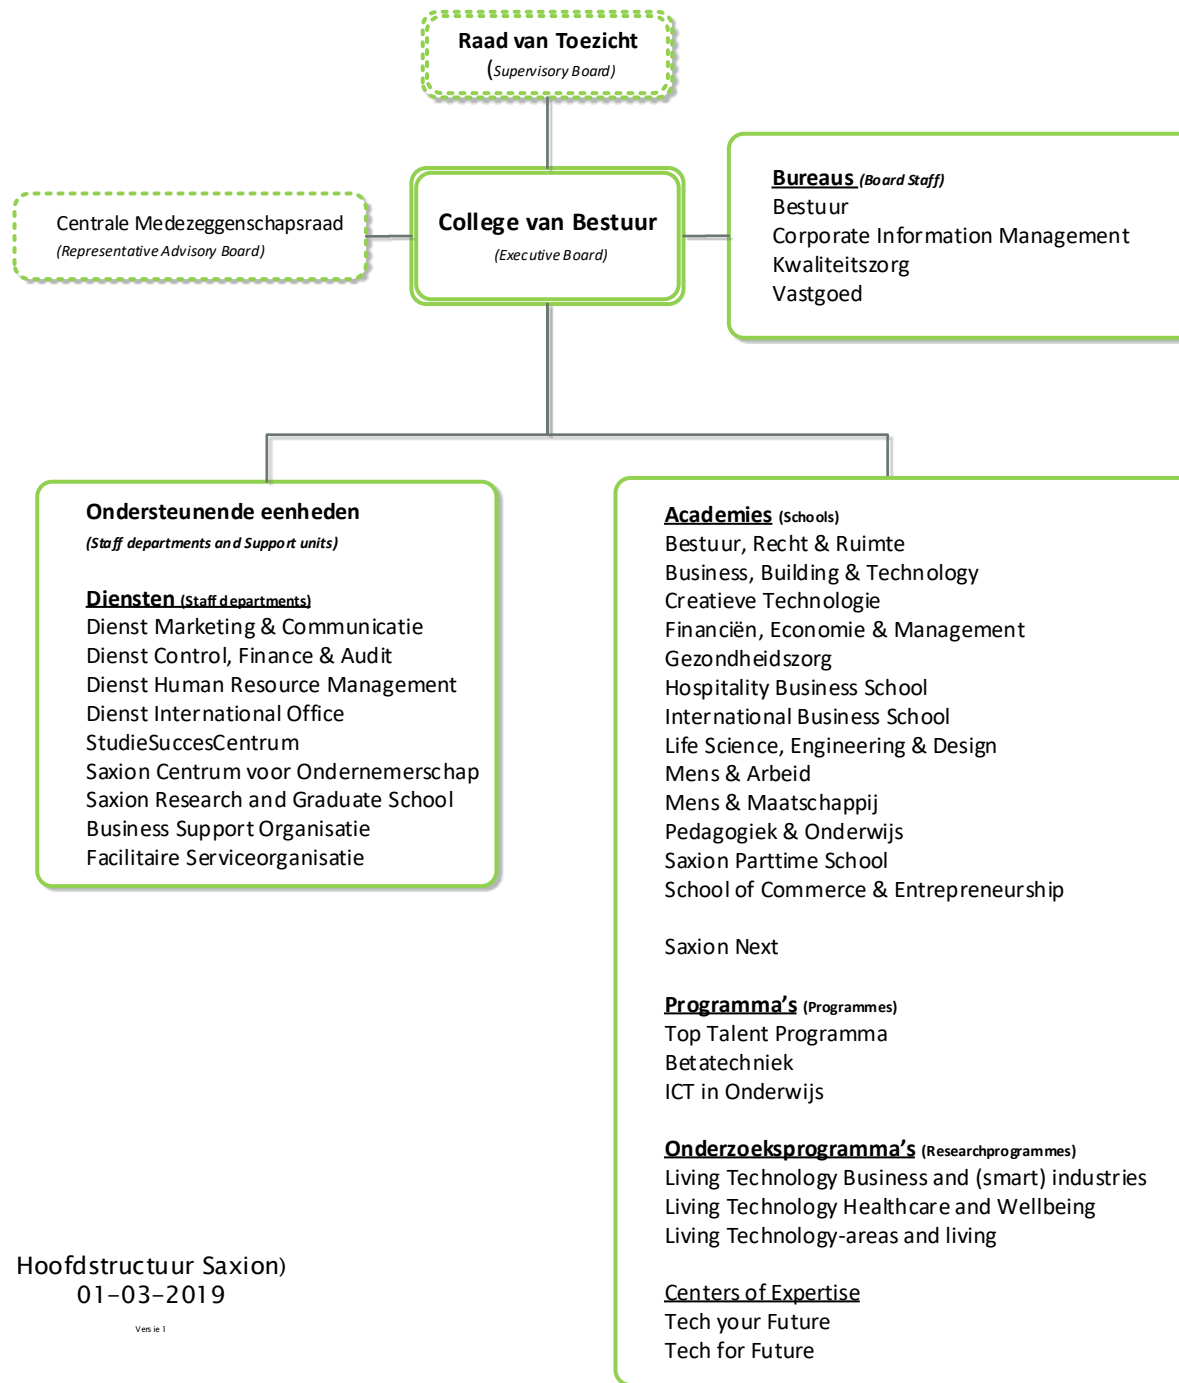 Raad van Toezicht
(Supervisory Board)
Centrale Medezeggenschapsraad
(Representative Advisory Board)
College van Bestuur
(Executive Board)
Bureaus (Board Staff)
Bestuur
Corporate Information Management
Kwaliteitszorg
Vastgoed
Ondersteunende eenheden
(Staff departments and Support units)
Diensten (Staff departments)
Dienst Marketing & Communicatie
Dienst Control, Finance & Audit
Dienst Human Resource Management
Dienst International Office
StudieSuccesCentrum
Saxion Centrum voor Ondernemerschap
Saxion Research and Graduate School
Business Support Organisatie
Facilitaire Serviceorganisatie
Academies (Schools)
Bestuur, Recht & Ruimte
Business, Building & Technology
Creatieve Technologie
Financiën, Economie & Management
Gezondheidszorg
Hospitality Business School
International Business School
Life Science, Engineering & Design
Mens & Arbeid
Mens & Maatschappij
Pedagogiek & Onderwijs
Saxion Parttime School
School of Commerce & Entrepreneurship
Saxion Next
Programma’s (Programmes)
Top Talent Programma
Betatechniek
ICT in Onderwijs
Onderzoeksprogramma’s (Researchprogrammes)
Living Technology Business and (smart) industries
Living Technology Healthcare and Wellbeing
Living Technology-areas and living
Centers of Expertise
Tech your Future
Tech for Future
Hoofdstructuur Saxion)
01-03-2019
Versie 1